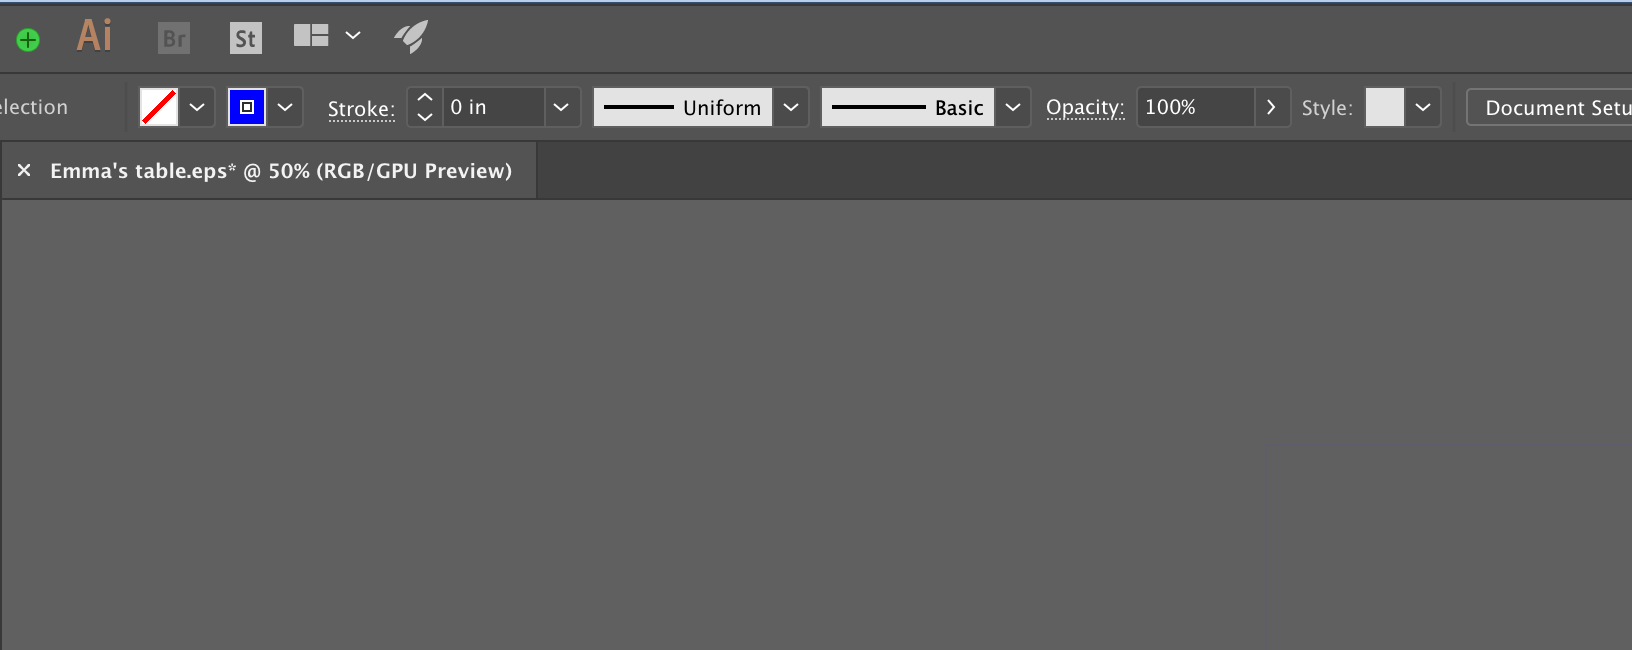 Ai Br St
election Stroke: 0 in Uniform Basic Opacity: 100% Style: Document Setu
Emma's table.eps* @ 50% (RGB/GPU Preview)